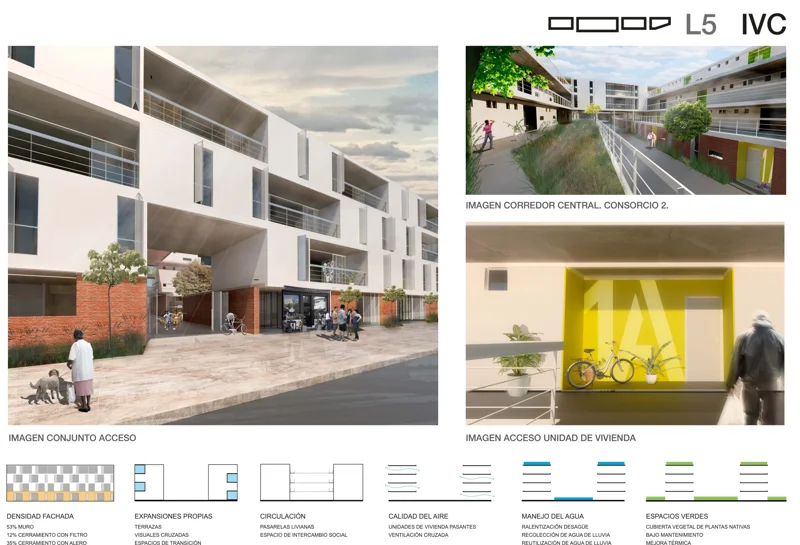 L5 IVC
IMAGEN CORREDOR CENTRAL. CONSORCIO 2.
1A
IMAGEN CONJUNTO ACCESO
IMAGEN ACCESO UNIDAD DE VIVIENDA
DENSIDAD FACHADA
53% MURO
12% CERRAMIENTO CON FILTRO
35% CERRAMIENTO CON ALERO
EXPANSIONES PROPIAS
TERRAZAS
VISUALES CRUZADAS
ESPACIOS DE TRANSICIÓN
CIRCULACIÓN
PASARELAS LIVIANAS
ESPACIO DE INTERCAMBIO SOCIAL
CALIDAD DEL AIRE
UNIDADES DE VIVIENDA PASANTES
VENTILACIÓN CRUZADA
MANEJO DEL AGUA
RALENTIZACIÓN DESAGÜE
RECOLECCIÓN DE AGUA DE LLUVIA
REUTILIZACIÓN DE AGUA DE LLUVIA
ESPACIOS VERDES
CUBIERTA VEGETAL DE PLANTAS NATIVAS
BAJO MANTENIMIENTO
MEJORA TÉRMICA